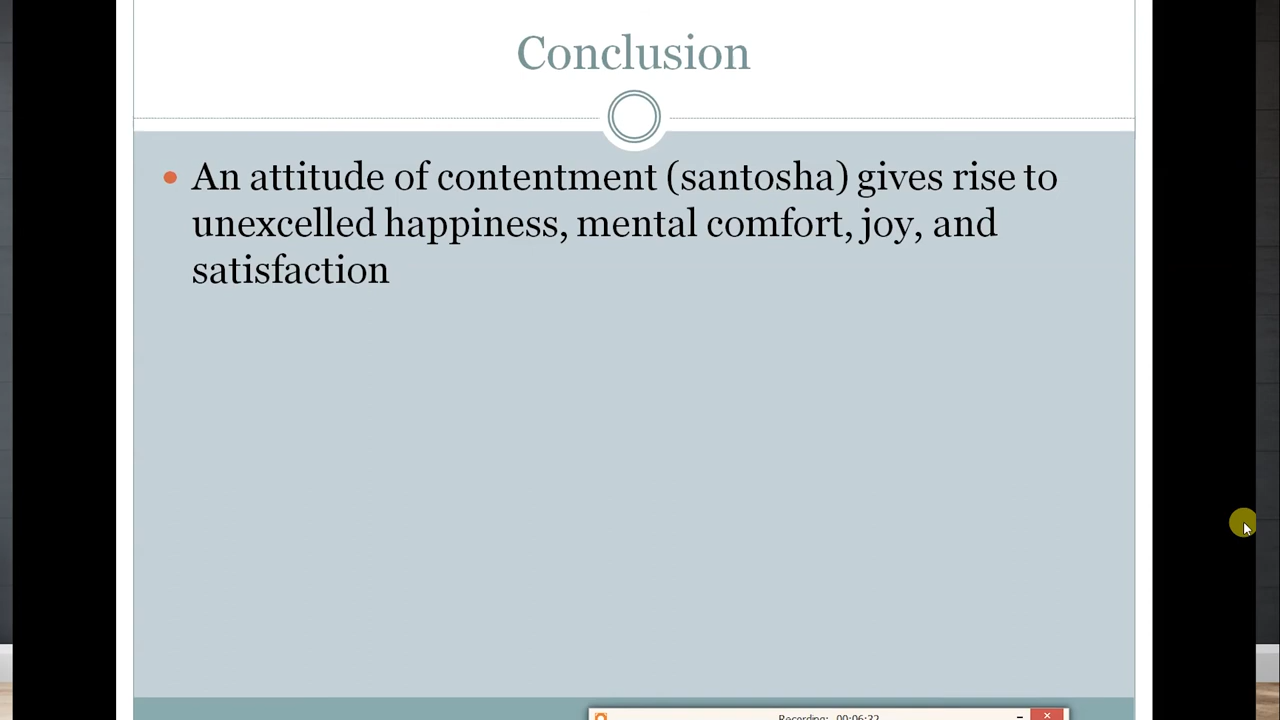 Conclusion
An attitude of contentment (santosha) gives rise to
unexcelled happiness, mental comfort, joy, and
satisfaction
Recording: 00:06:32